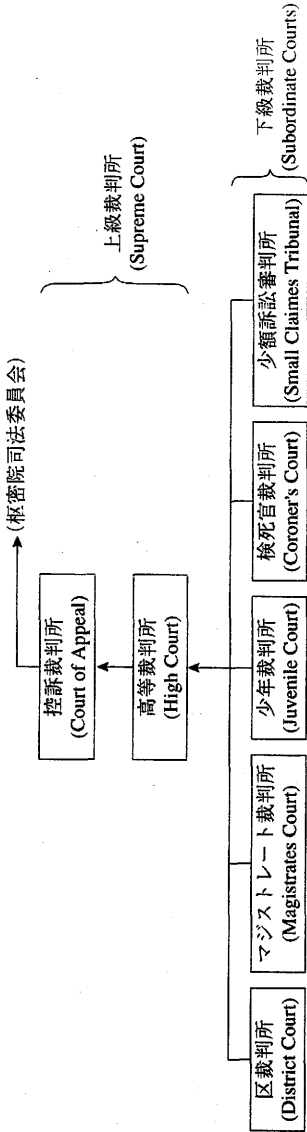 (枢密院司法委員会)
控訴裁判所
(Court of Appeal)
高等裁判所
(High Court)
上級裁判所
(Supreme Court)
区裁判所
(District Court)
マジストレート裁判所
(Magistrates Court)
少年裁判所
(Juvenile Court)
検死官裁判所
(Coroner's Court)
少額訴訟審判所
(Small Claimes Tribunal)
下級裁判所
(Subordinate Courts)